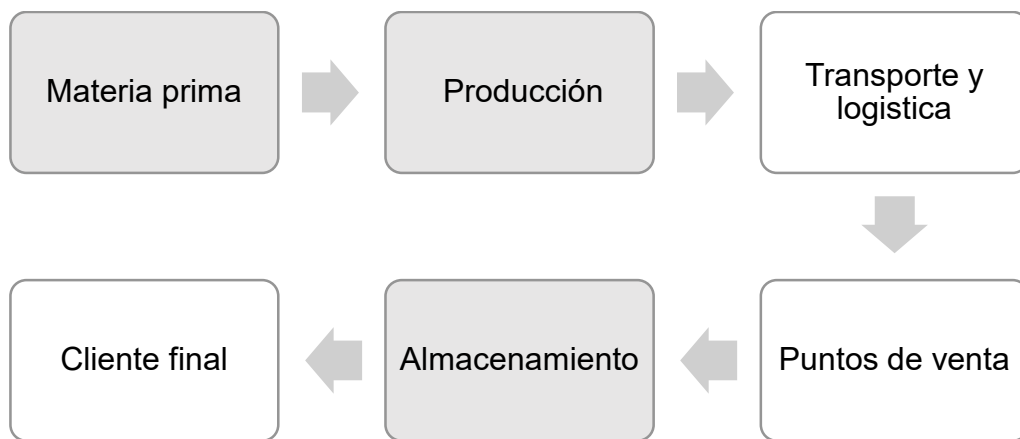 Materia prima
Producción
Transporte y
logistica
Puntos de venta
Almacenamiento
Cliente final